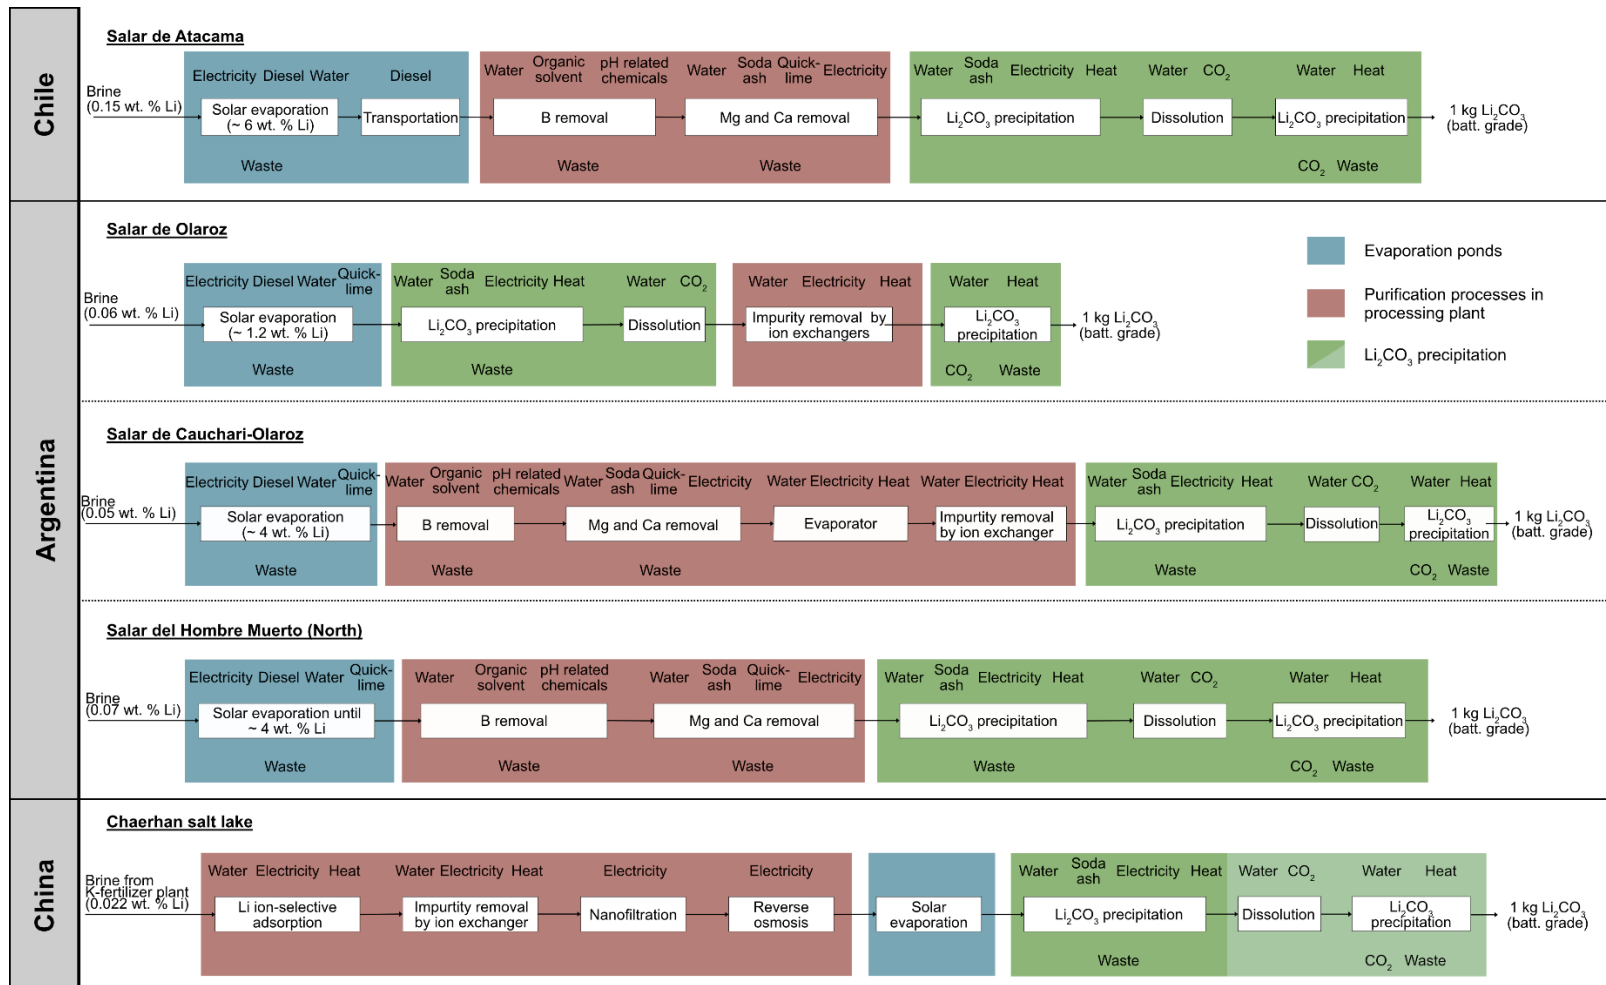 Chile
Salar de Atacama
Electricity Diesel Water Diesel
Water Organic solvent pH related chemicals Water Soda ash Quick-lime Electricity
Water Soda ash Electricity Heat Water CO₂ Water Heat
Brine
(0.15 wt. % Li)
Solar evaporation
(~ 6 wt. % Li)
Transportation
B removal
Mg and Ca removal
Li₂CO₃ precipitation
Dissolution
Li₂CO₃ precipitation
1 kg Li₂CO₃
(batt. grade)
Waste
Waste
Waste
CO₂ Waste
Argentina
Salar de Olaroz
Electricity Diesel Water Quick-lime
Water Soda ash Electricity Heat Water CO₂
Water Electricity Heat
Water Heat
Brine
(0.06 wt. % Li)
Solar evaporation
(~ 1.2 wt. % Li)
Li₂CO₃ precipitation
Dissolution
Impurity removal by
ion exchangers
Li₂CO₃
precipitation
1 kg Li₂CO₃
(batt. grade)
Waste
Waste
CO₂ Waste
Evaporation ponds
Purification processes in
processing plant
Li₂CO₃ precipitation
Salar de Cauchari-Olaroz
Electricity Diesel Water Quick-lime
Water Organic solvent pH related chemicals Water Soda ash Quick-lime Electricity Water Electricity Heat Water Electricity Heat
Water Soda ash Electricity Heat Water CO₂ Water Heat
Brine
(0.05 wt. % Li)
Solar evaporation
(~ 4 wt. % Li)
B removal
Mg and Ca removal
Evaporator
Impurtity removal
by ion exchanger
Li₂CO₃ precipitation
Dissolution
Li₂CO₃
precipitation
1 kg Li₂CO₃
(batt. grade)
Waste
Waste
Waste
Waste
CO₂ Waste
Salar del Hombre Muerto (North)
Electricity Diesel Water Quick-lime
Water Organic solvent pH related chemicals Water Soda ash Quick-lime Electricity
Water Soda ash Electricity Heat Water CO₂ Water Heat
Brine
(0.07 wt. % Li)
Solar evaporation until
~ 4 wt. % Li
B removal
Mg and Ca removal
Li₂CO₃ precipitation
Dissolution
Li₂CO₃ precipitation
1 kg Li₂CO₃
(batt. grade)
Waste
Waste
Waste
Waste
CO₂ Waste
China
Chaerhan salt lake
Water Electricity Heat Water Electricity Heat Electricity Electricity
Water Soda ash Electricity Heat Water CO₂ Water Heat
Brine from
K-fertilizer plant
(0.022 wt. % Li)
Li ion-selective
adsorption
Impurtity removal
by ion exchanger
Nanofiltration
Reverse
osmosis
Solar
evaporation
Li₂CO₃ precipitation
Dissolution
Li₂CO₃
precipitation
1 kg Li₂CO₃
(batt. grade)
Waste
CO₂ Waste